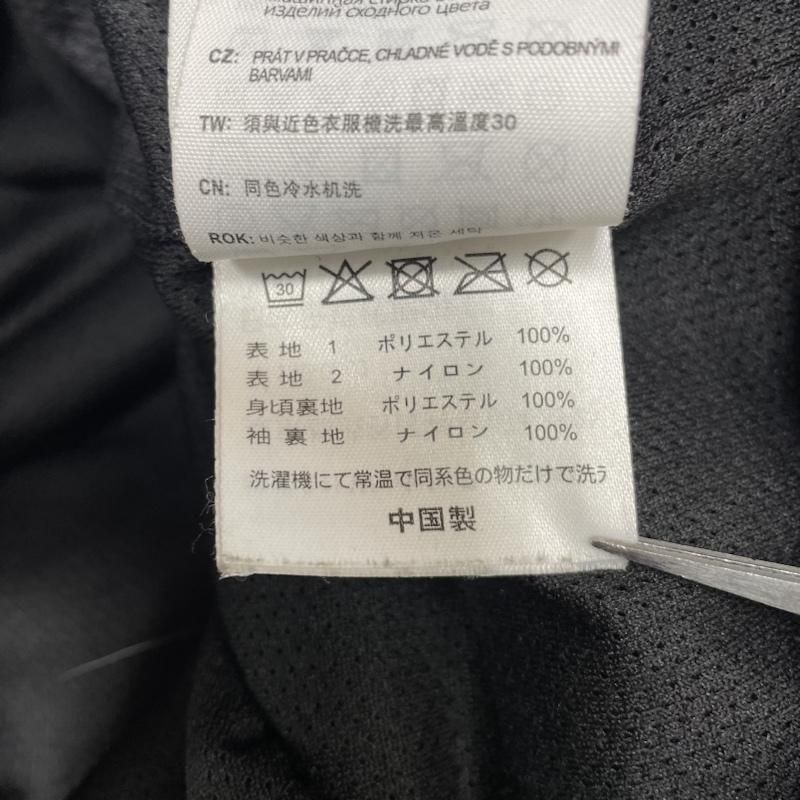 изделий сходного цвета
CZ: PRÁT V PRAČCE, CHLADNÉ VODĚ S PODOBNÝMI
BARVAMI
TW: 須與近色衣服機洗最高溫度30
CN: 同色冷水机洗
ROK: 비슷한 색상과 함께 저온 세탁
30
表地 1 ポリエステル 100%
表地 2 ナイロン 100%
身頃裏地 ポリエステル 100%
袖裏地 ナイロン 100%
洗濯機にて常温で同系色の物だけで洗う
中国製